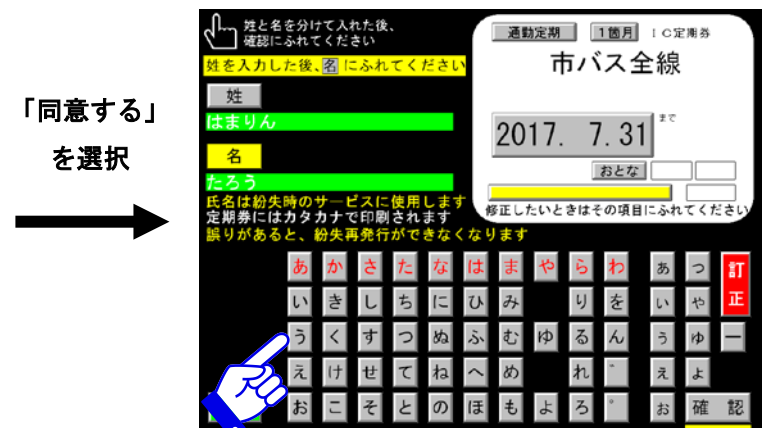 「同意する」
を選択
姓と名を分けて入れた後、
確認にふれてください
姓を入力した後、名 にふれてください
姓
はまりん
名
たろう
氏名は紛失時のサービスに使用します
定期券にはカタカナで印刷されます
誤りがあると、紛失再発行ができなくなります
通勤定期 1箇月 IC定期券
市バス全線
2017. 7.31 まで
おとな
修正したいときはその項目にふれてください
あ か さ た な は ま や ら わ ぁ っ 訂正
い き し ち に ひ み り を ぃ ゃ
う く す つ ぬ ふ む ゆ る ん ぅ ゅ ー
え け せ て ね へ め れ ゛ ぇ ょ
お こ そ と の ほ も よ ろ ゜ ぉ 確認